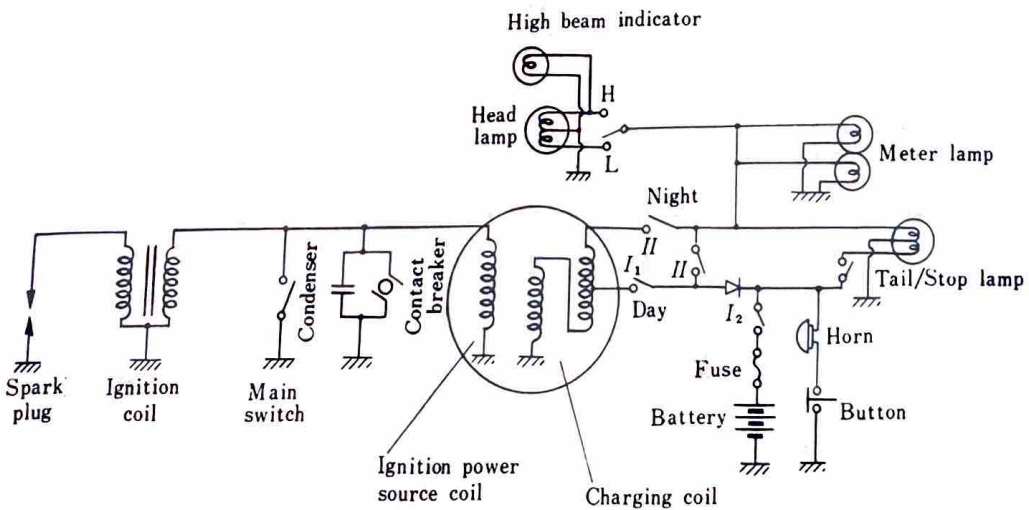 High beam indicator
H
Head
lamp
L
Meter lamp
Night
II
II
I₁
Day
Tail/Stop lamp
I₂
Condenser
Contact
breaker
Horn
Fuse
Spark
plug
Ignition
coil
Main
switch
Battery
Button
Ignition power
source coil
Charging coil